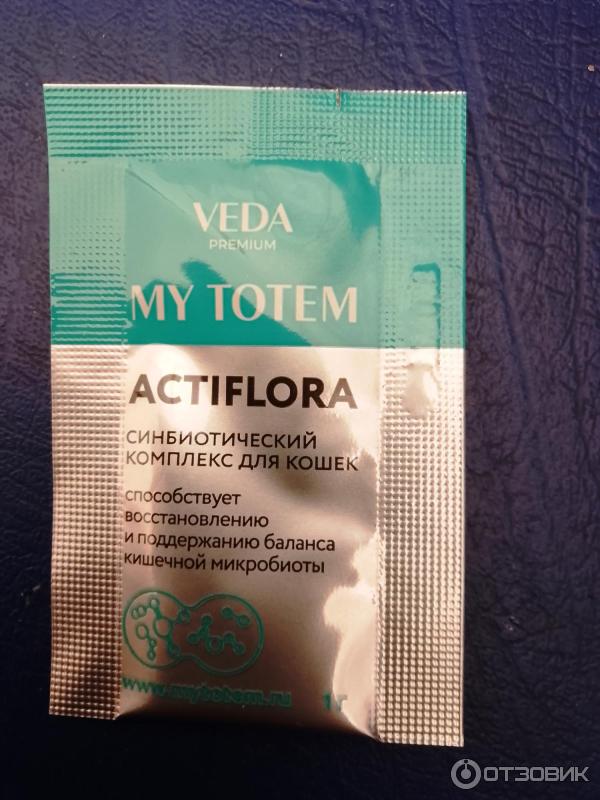 VEDA
PREMIUM
MY TOTEM
ACTIFLORA
СИНБИОТИЧЕСКИЙ
КОМПЛЕКС ДЛЯ КОШЕК
способствует
восстановлению
и поддержанию баланса
кишечной микробиоты
www.mytotem.ru 1 г
ОТЗОВИК